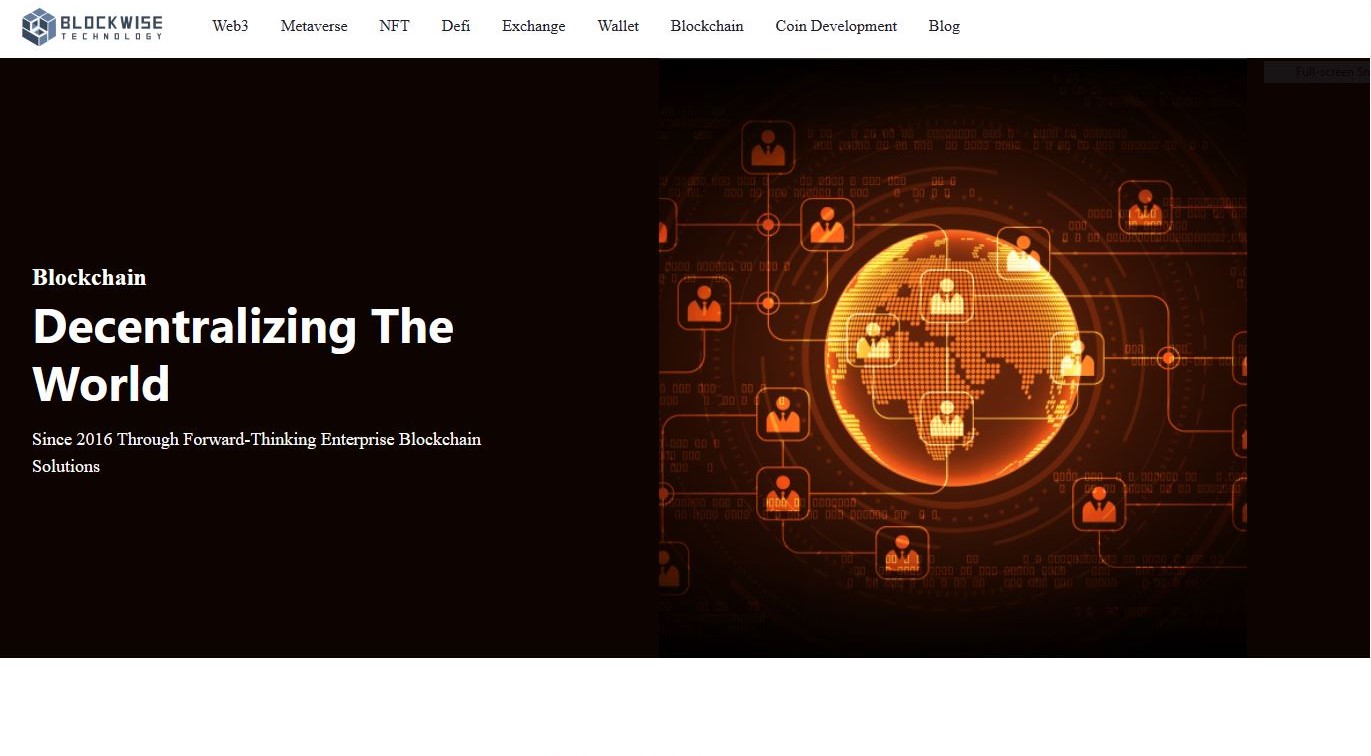 BLOCKWISE
TECHNOLOGY
Web3 Metaverse NFT Defi Exchange Wallet Blockchain Coin Development Blog
Full-screen
Blockchain
Decentralizing The
World
Since 2016 Through Forward-Thinking Enterprise Blockchain
Solutions